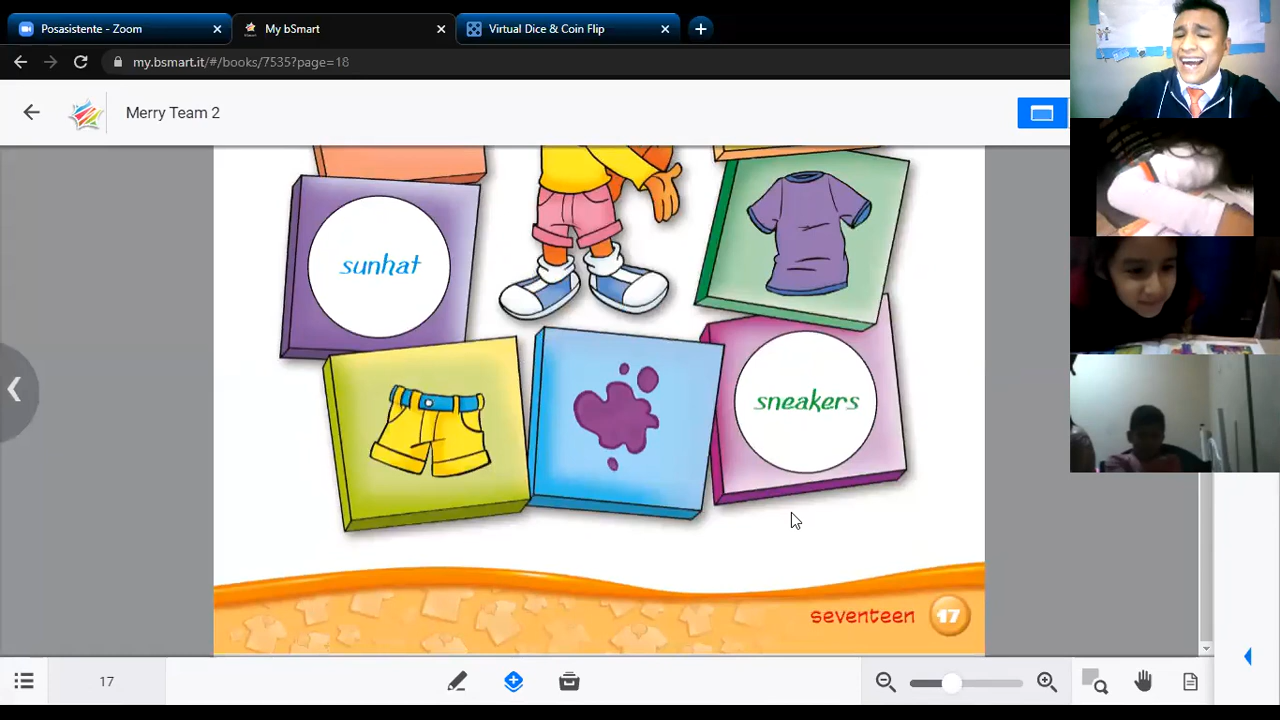 Posasistente - Zoom
My bSmart
Virtual Dice & Coin Flip
my.bsmart.it/#/books/7535?page=18
Merry Team 2
sunhat
sneakers
seventeen 17
17